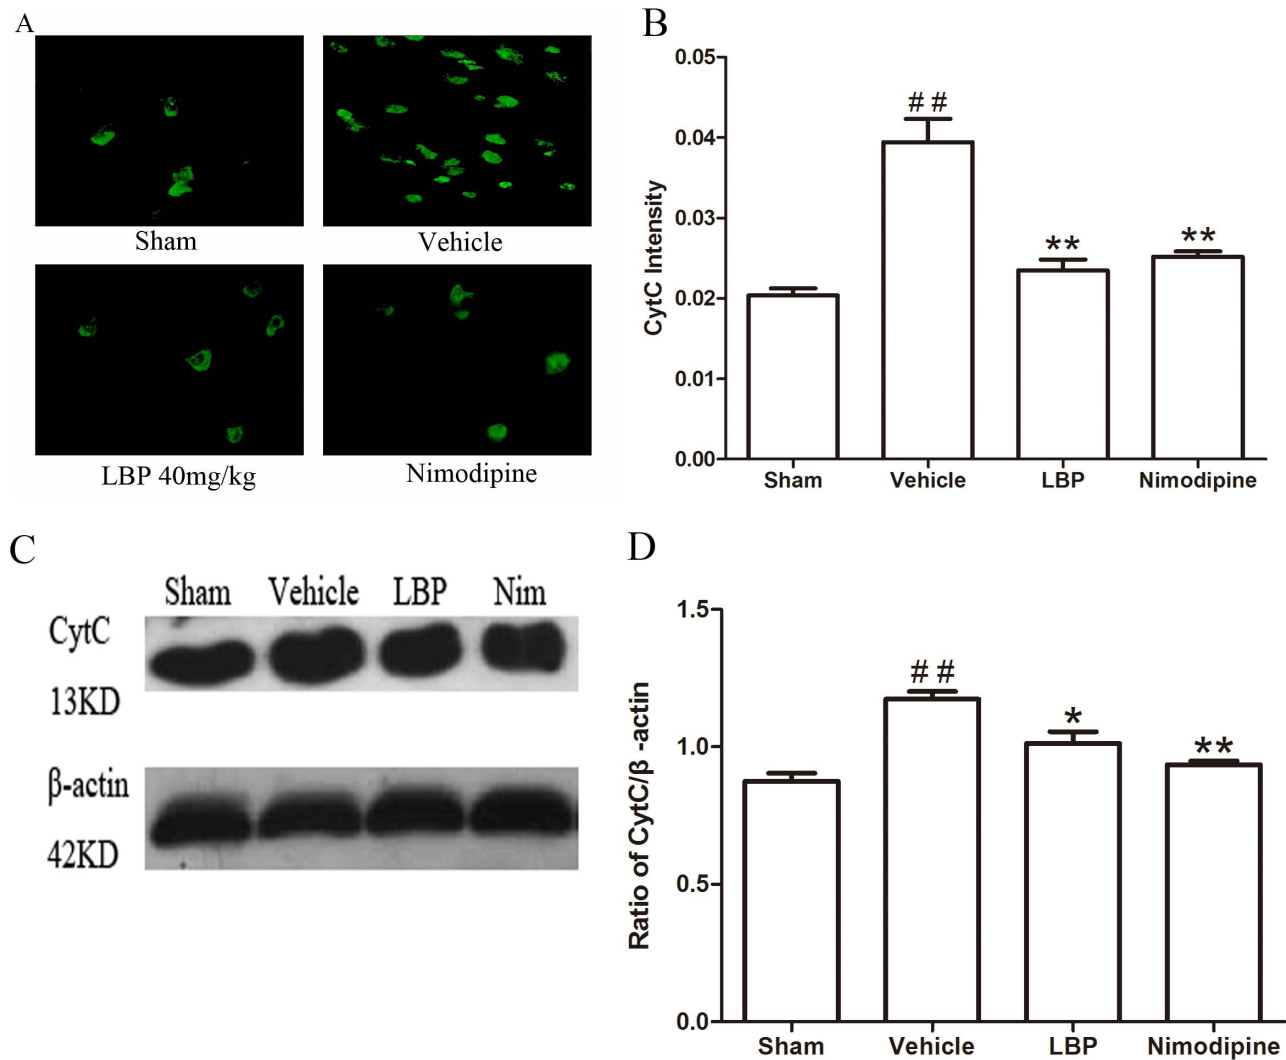 A
Sham
Vehicle
LBP 40mg/kg
Nimodipine
B
CytC Intensity
0.05
0.04
0.03
0.02
0.01
0.00
# #
**
**
Sham Vehicle LBP Nimodipine
C
Sham Vehicle LBP Nim
CytC
13KD
β-actin
42KD
D
Ratio of CytC/β -actin
1.5
1.0
0.5
0.0
# #
*
**
Sham Vehicle LBP Nimodipine